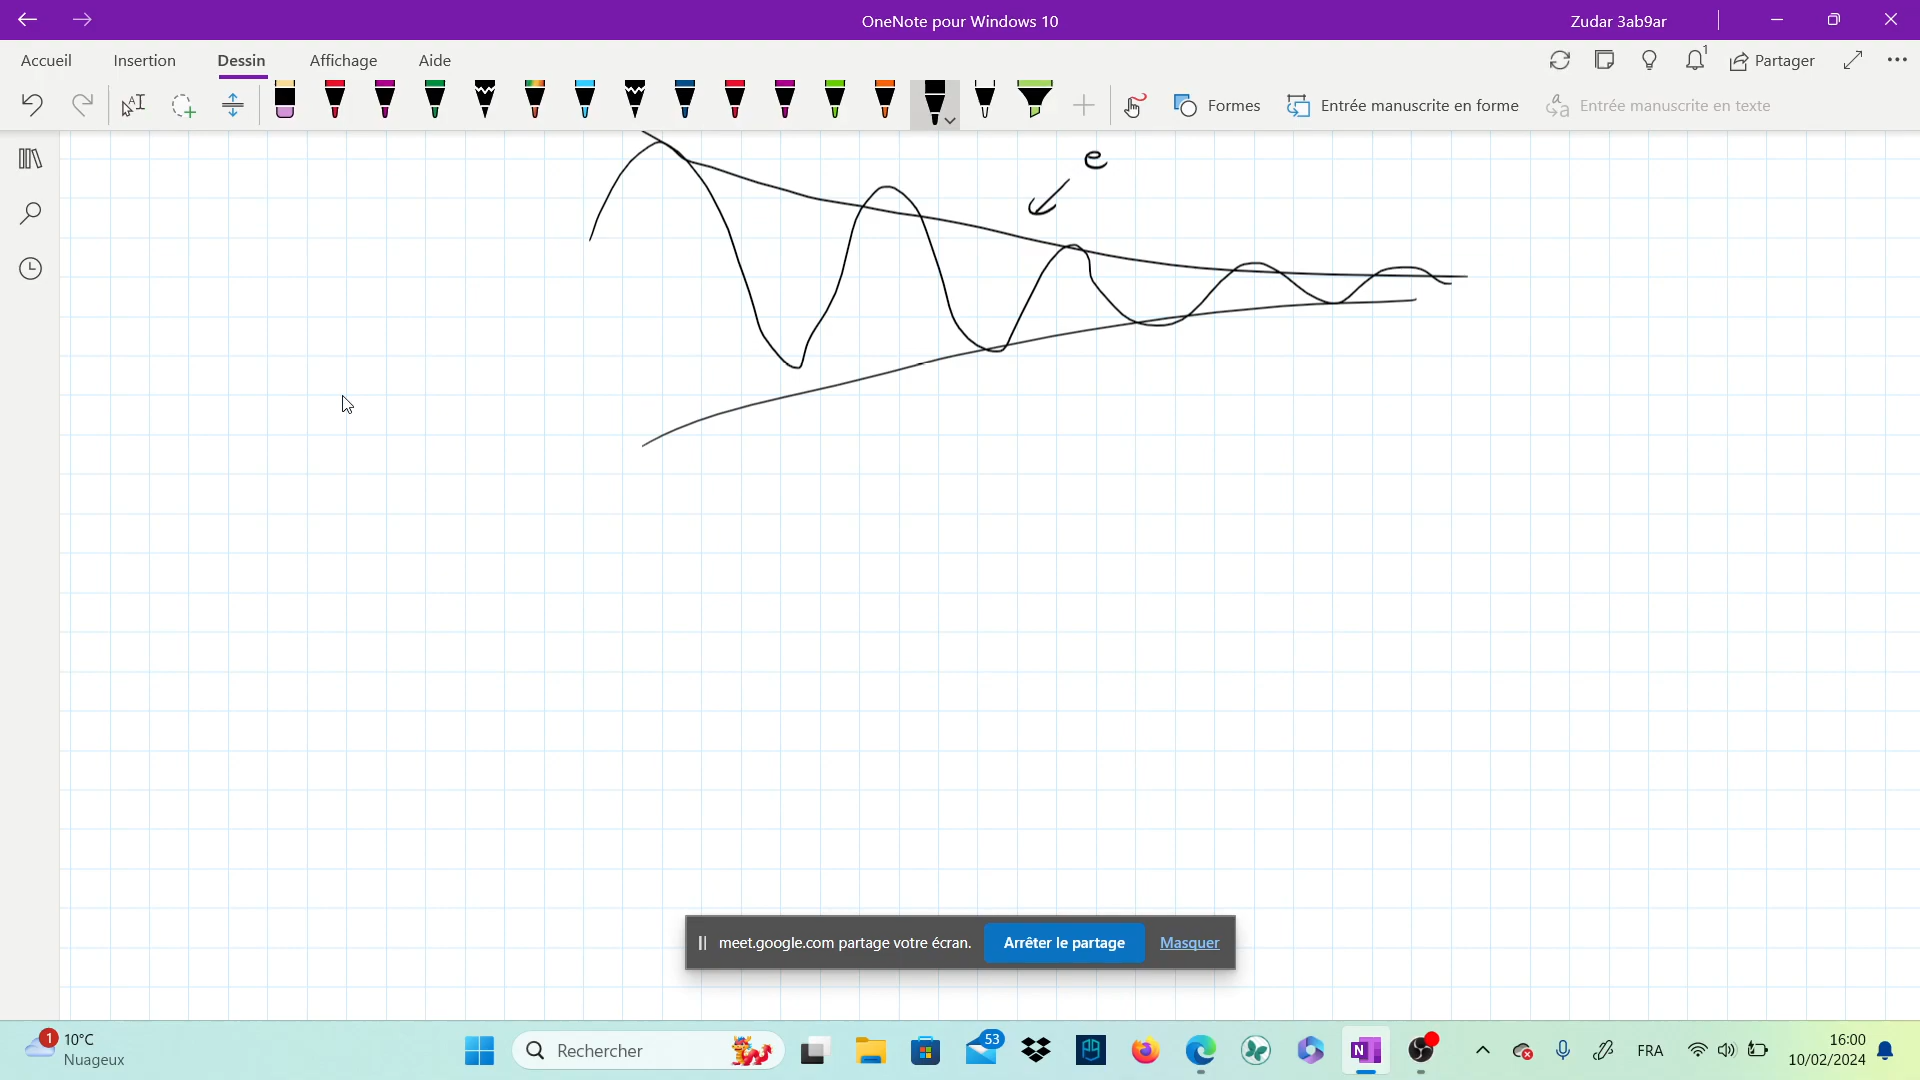 OneNote pour Windows 10
Zudar 3ab9ar
Accueil
Insertion
Dessin
Affichage
Aide
1
Partager
Formes
Entrée manuscrite en forme
Entrée manuscrite en texte
e
meet.google.com partage votre écran.
Arrêter le partage
Masquer
1
10°C
Nuageux
Rechercher
53
FRA
16:00
10/02/2024